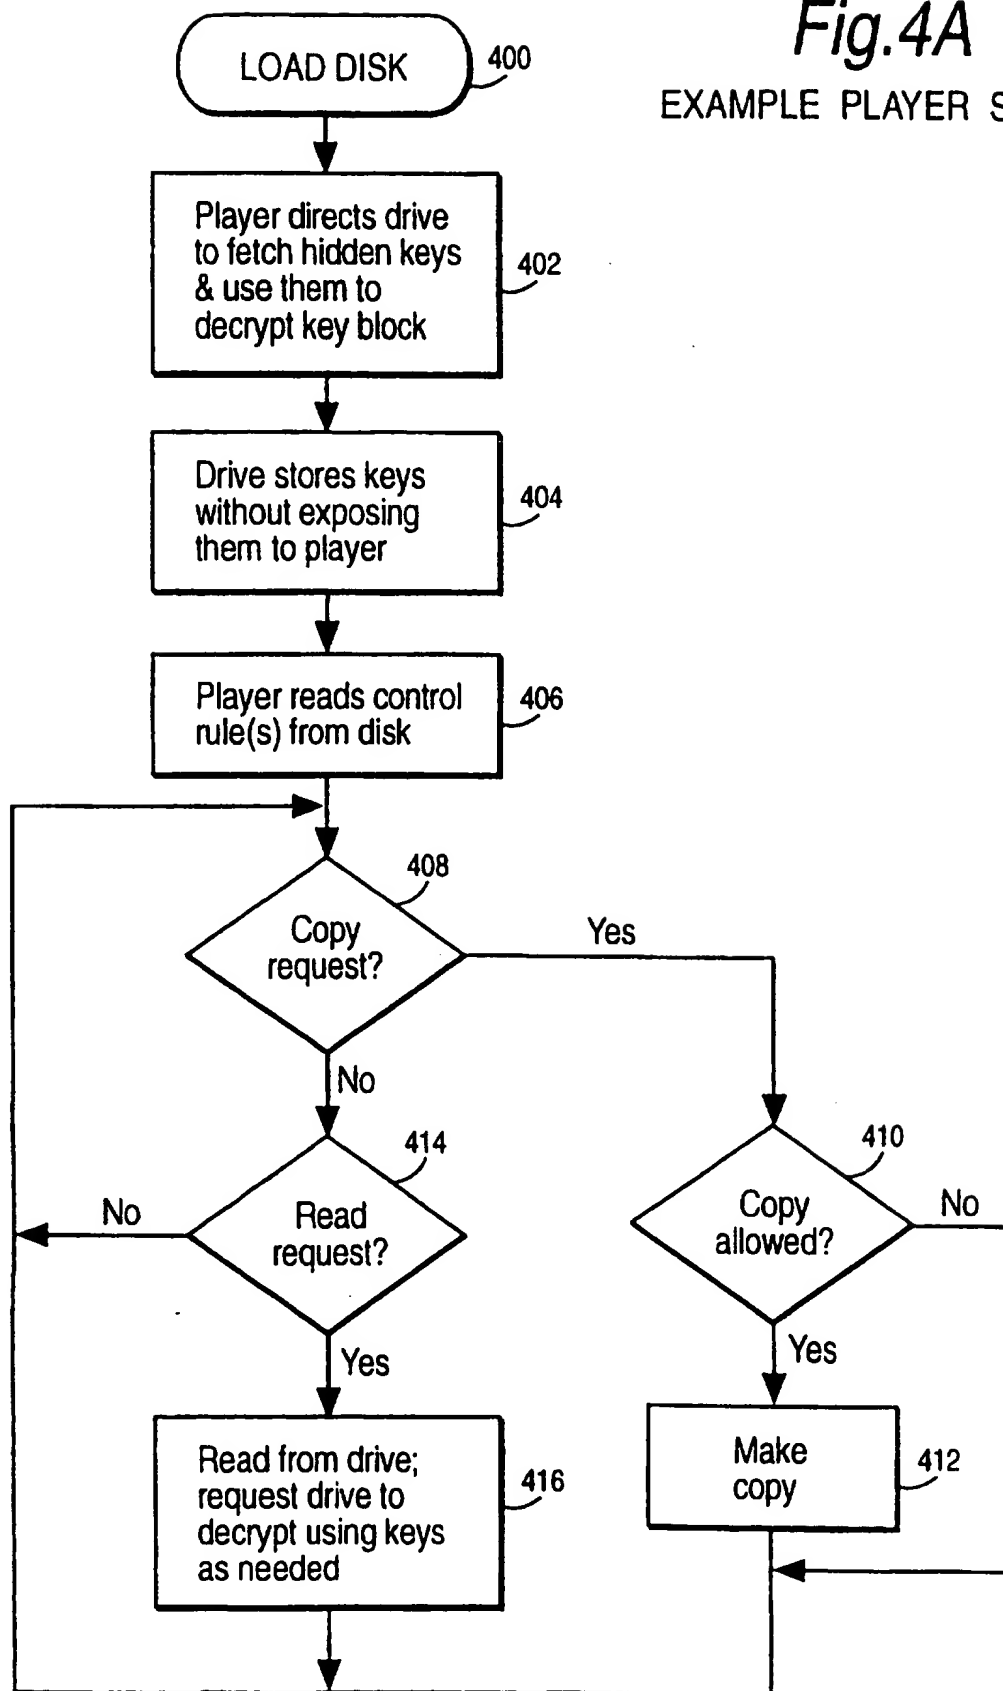 Fig.4A
EXAMPLE PLAYER S
LOAD DISK
400
Player directs drive
to fetch hidden keys
& use them to
decrypt key block
402
Drive stores keys
without exposing
them to player
404
Player reads control
rule(s) from disk
406
Copy
request?
408
Yes
No
Read
request?
414
No
Yes
Copy
allowed?
410
No
Yes
Read from drive;
request drive to
decrypt using keys
as needed
416
Make
copy
412